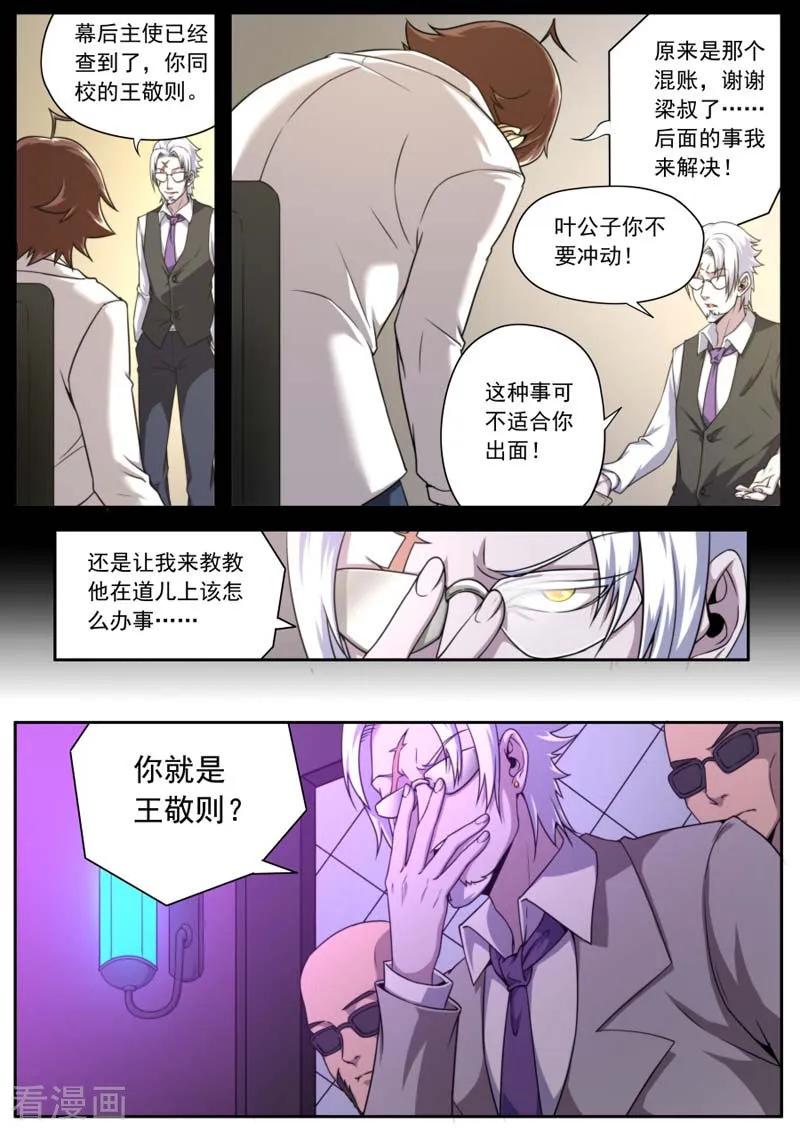 幕后主使已经
查到了，你同
校的王敬则。
原来是那个
混账，谢谢
梁叔了……
后面的事我
来解决！
叶公子你不
要冲动！
这种事可
不适合你
出面！
还是让我来教教
他在道儿上该怎
么办事……
你就是
王敬则？
看漫画